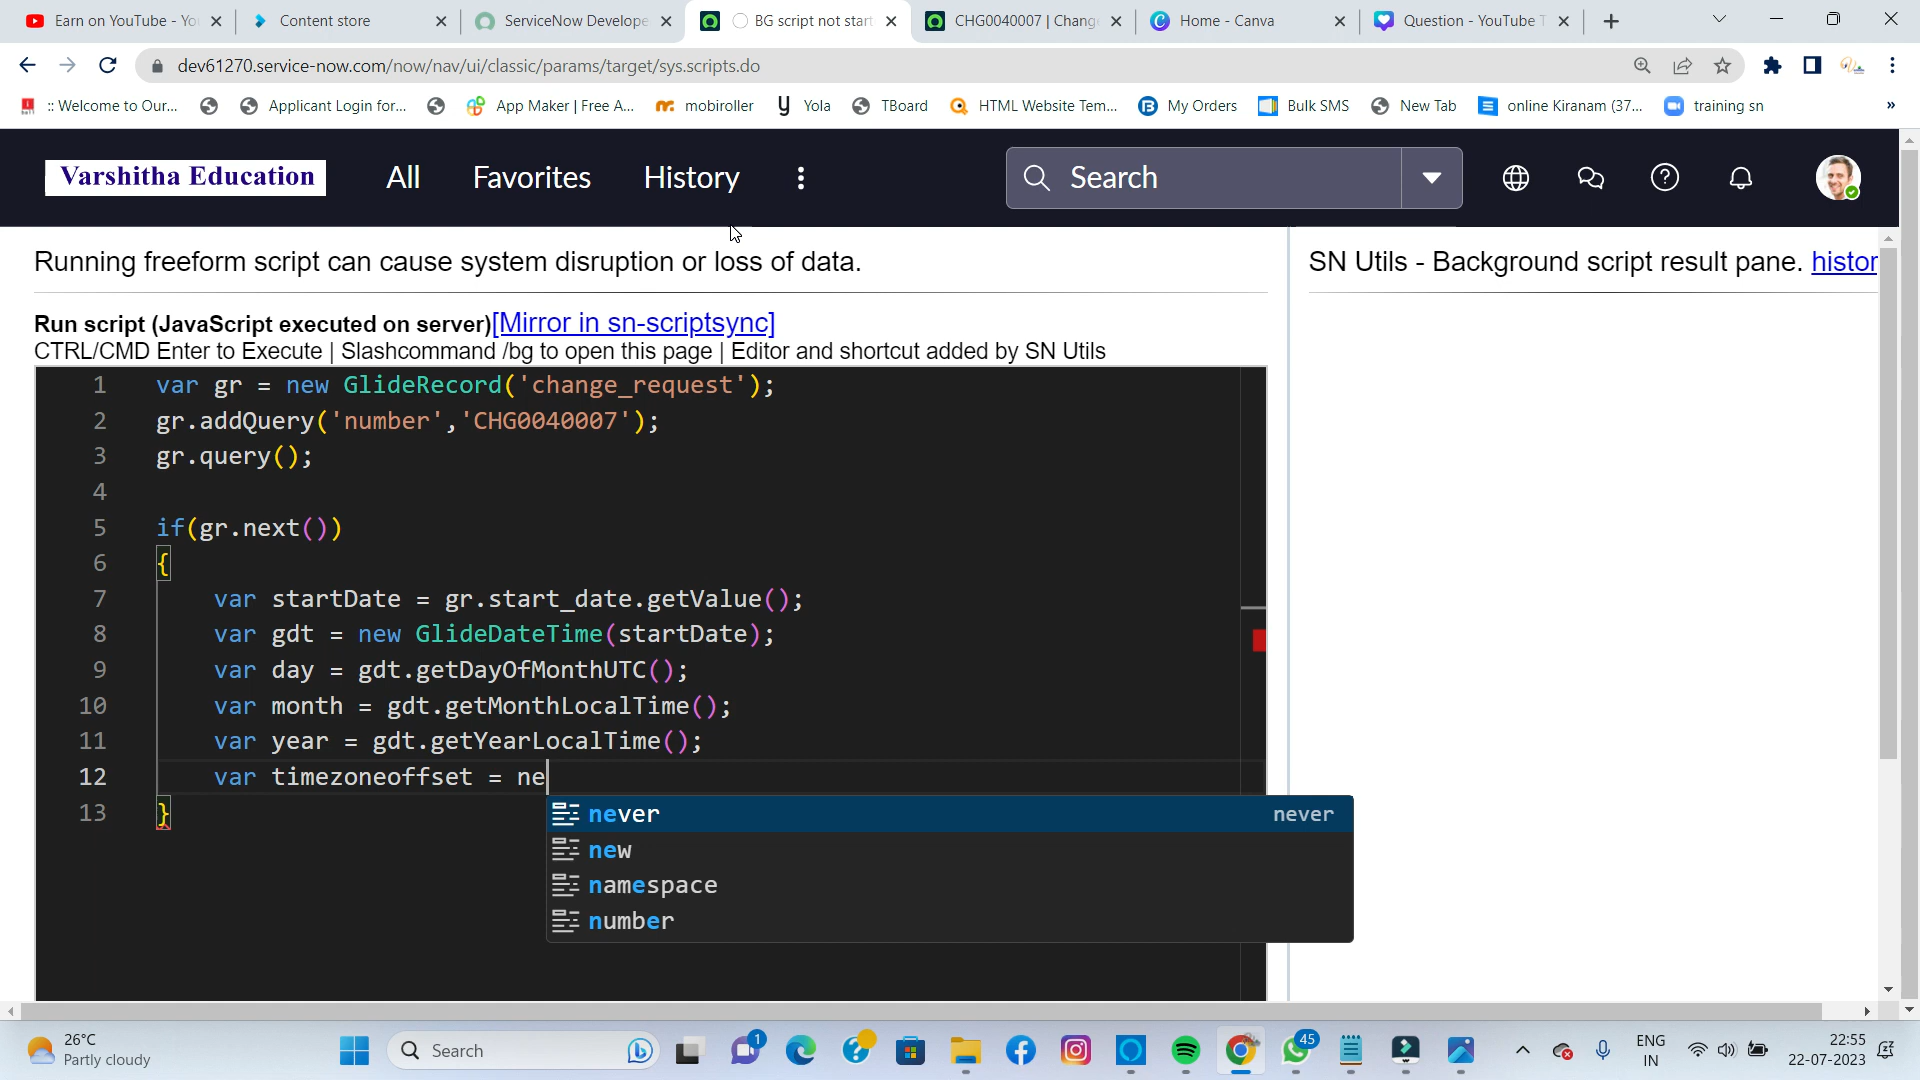 Earn on YouTube - Yo
Content store
ServiceNow Develope
BG script not start
CHG0040007 | Chang
Home - Canva
Question - YouTube T
dev61270.service-now.com/now/nav/ui/classic/params/target/sys.scripts.do
:: Welcome to Our...
Applicant Login for...
App Maker | Free A...
mobiroller
Yola
TBoard
HTML Website Tem...
My Orders
Bulk SMS
New Tab
online Kiranam (37...
training sn
»
Varshitha Education
All
Favorites
History
Search
Running freeform script can cause system disruption or loss of data.
SN Utils - Background script result pane. histor
Run script (JavaScript executed on server)[Mirror in sn-scriptsync]
CTRL/CMD Enter to Execute | Slashcommand /bg to open this page | Editor and shortcut added by SN Utils
1 var gr = new GlideRecord('change_request');
2 gr.addQuery('number','CHG0040007');
3 gr.query();
4
5 if(gr.next())
6 {
7 var startDate = gr.start_date.getValue();
8 var gdt = new GlideDateTime(startDate);
9 var day = gdt.getDayOfMonthUTC();
10 var month = gdt.getMonthLocalTime();
11 var year = gdt.getYearLocalTime();
12 var timezoneoffset = ne
13 }
never never
new
namespace
number
26°C
Partly cloudy
Search
1
45
ENG
IN
22:55
22-07-2023